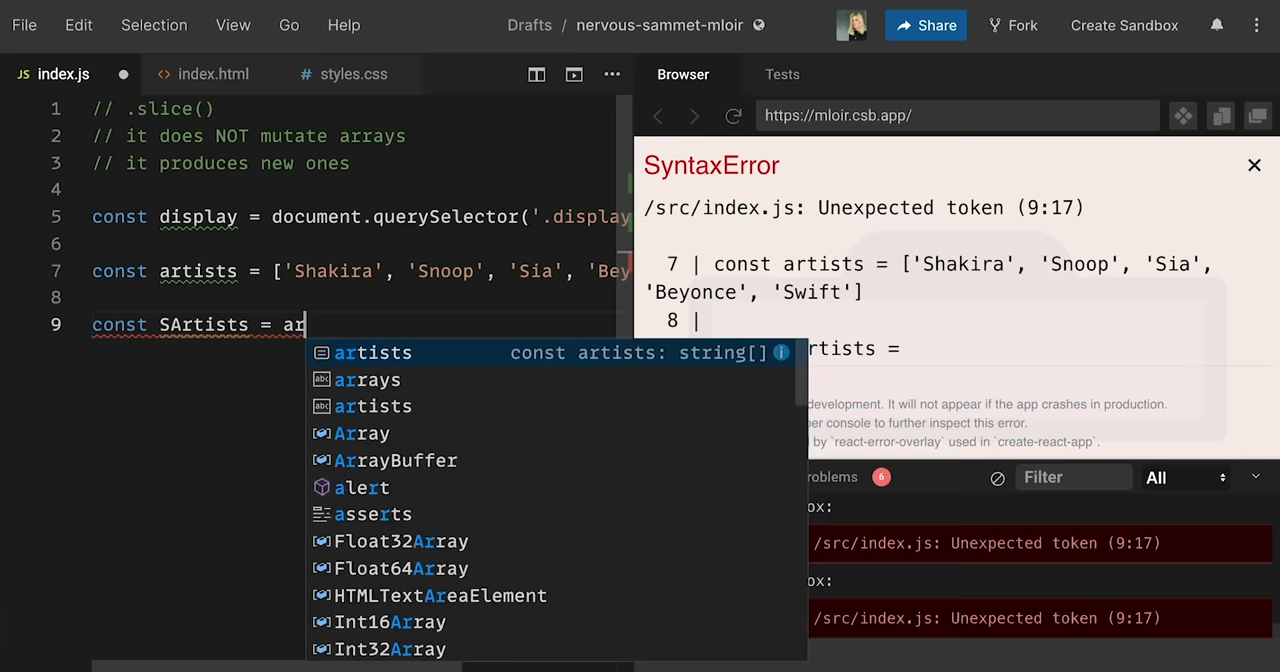 File Edit Selection View Go Help Drafts / nervous-sammet-mloir Share Fork Create Sandbox
JS index.js <> index.html # styles.css ••• Browser Tests
https://mloir.csb.app/
1 // .slice()
2 // it does NOT mutate arrays
3 // it produces new ones
4
5 const display = document.querySelector('.display
6
7 const artists = ['Shakira', 'Snoop', 'Sia', 'Bey
8
9 const SArtists = ar
artists const artists: string[]
abc arrays
abc artists
Array
ArrayBuffer
alert
asserts
Float32Array
Float64Array
HTMLTextAreaElement
Int16Array
Int32Array
SyntaxError
/src/index.js: Unexpected token (9:17)
7 | const artists = ['Shakira', 'Snoop', 'Sia',
'Beyonce', 'Swift']
8 |
rtists =
development. It will not appear if the app crashes in production.
per console to further inspect this error.
by `react-error-overlay` used in `create-react-app`.
roblems 6 Filter All
ox:
/src/index.js: Unexpected token (9:17)
ox:
/src/index.js: Unexpected token (9:17)